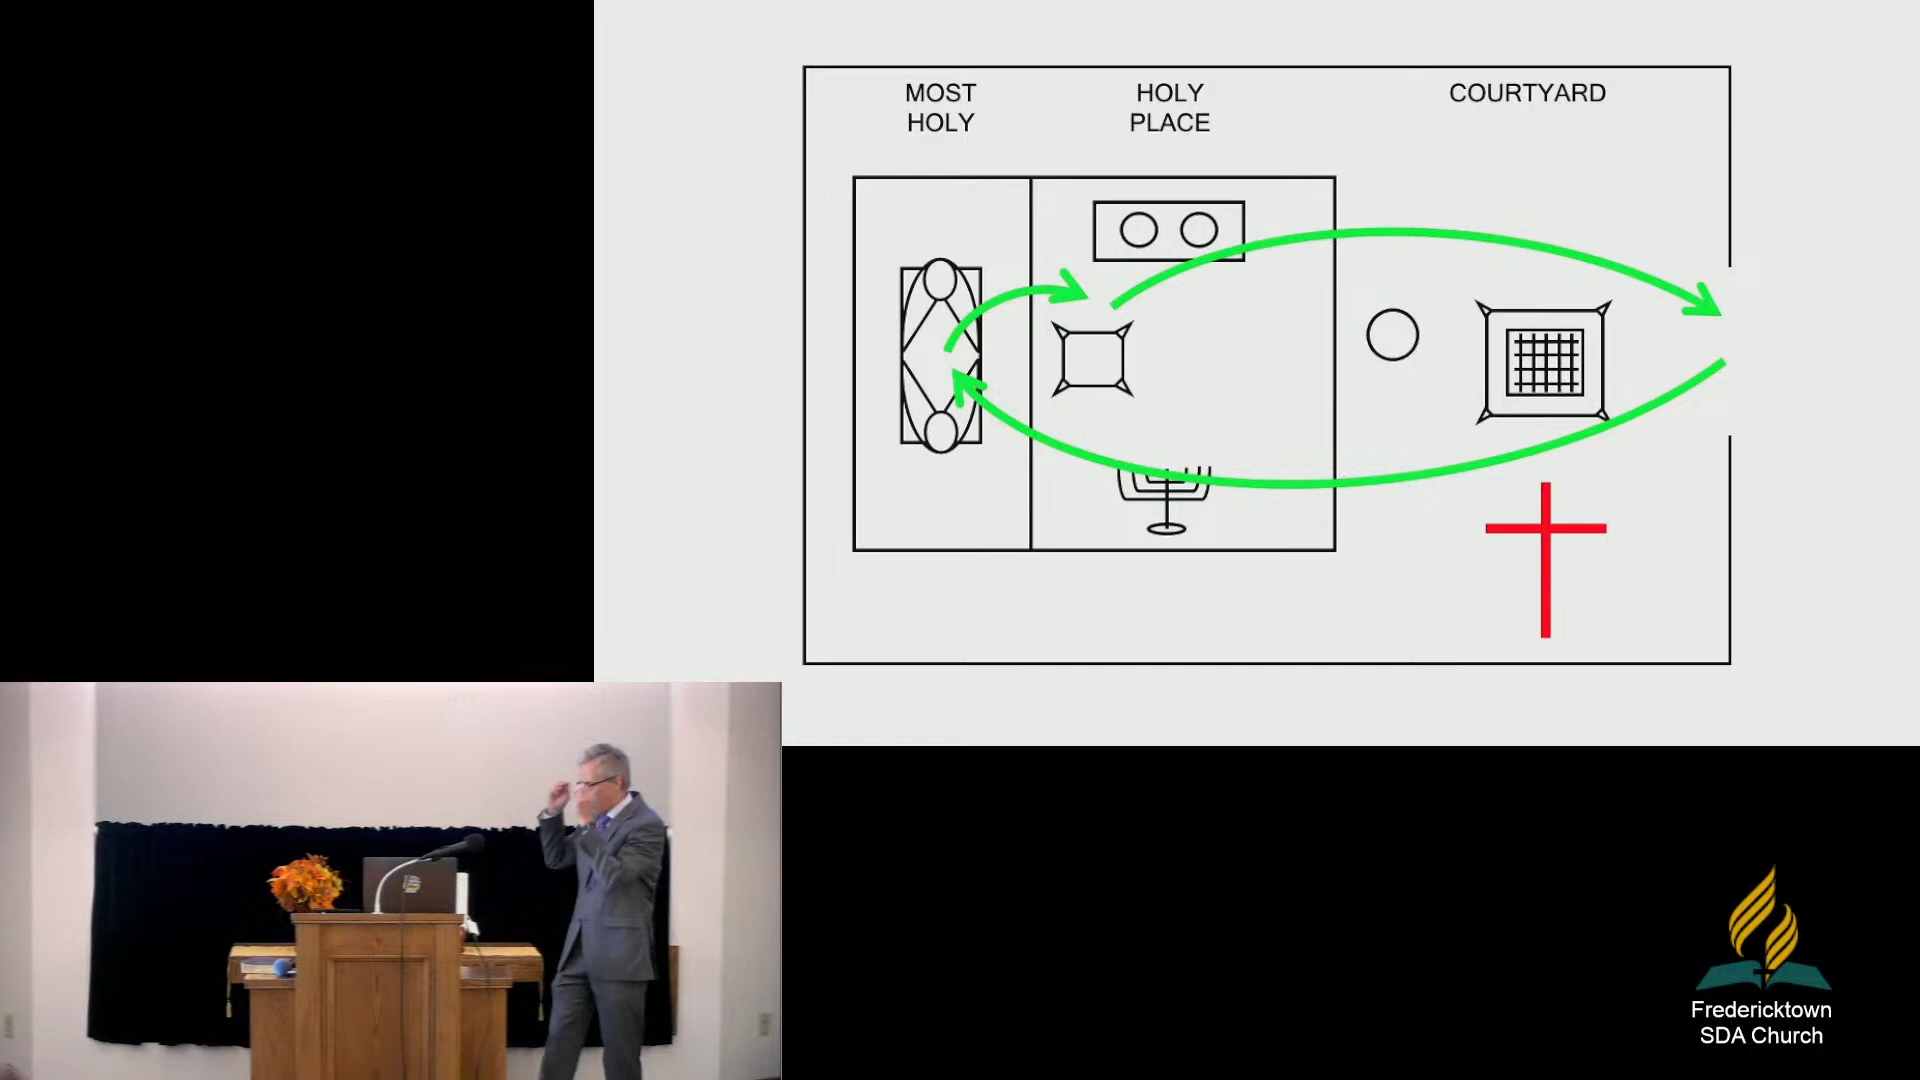 MOST
HOLY
HOLY
PLACE
COURTYARD
Fredericktown
SDA Church